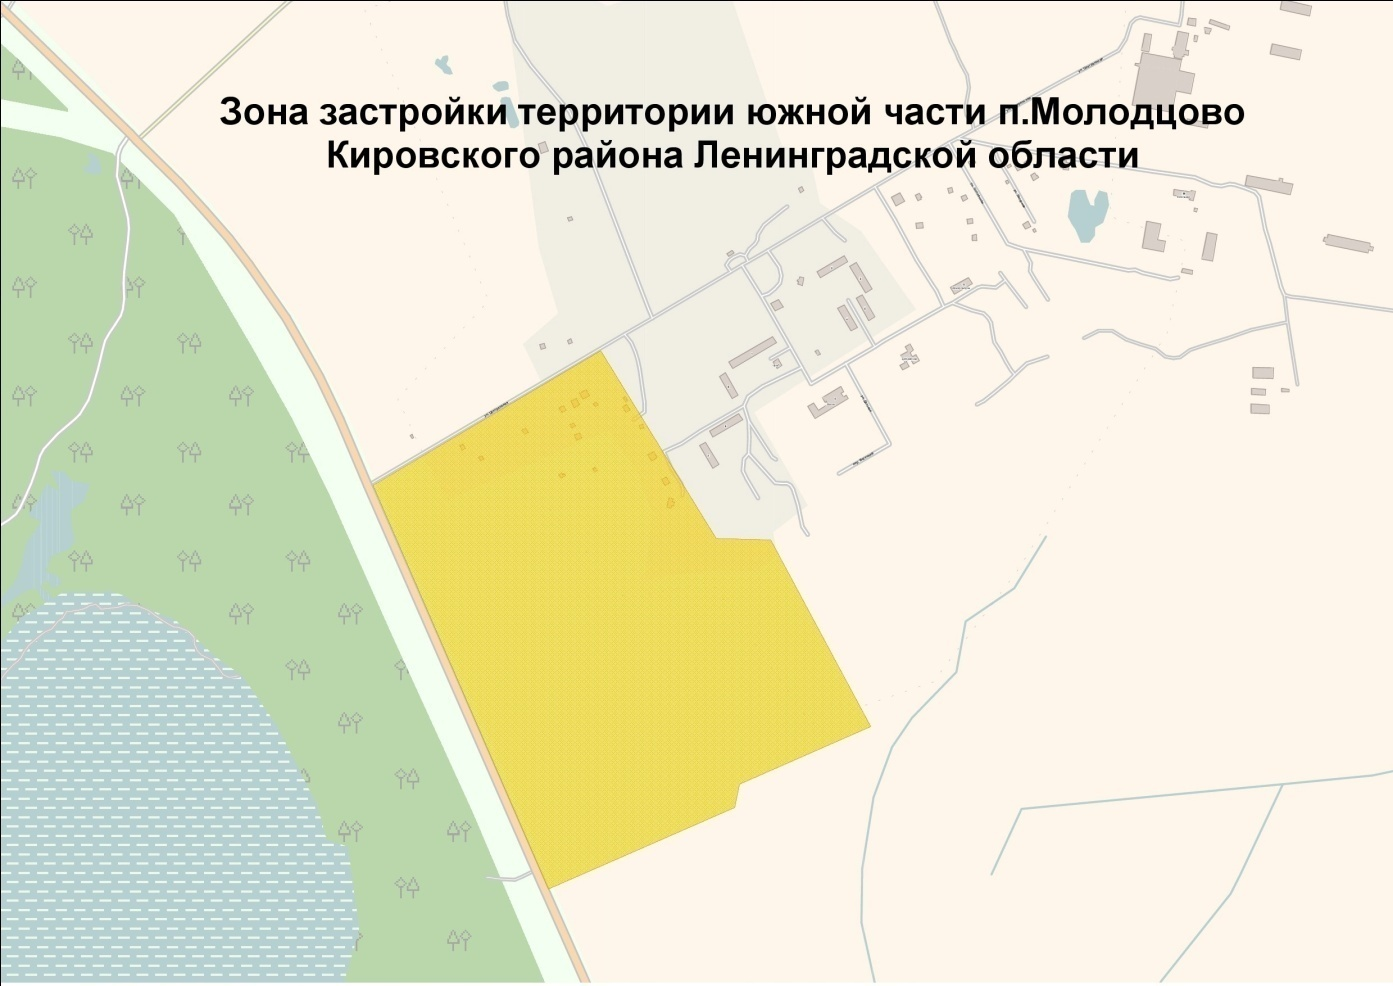 Зона застройки территории южной части п.Молодцово
Кировского района Ленинградской области